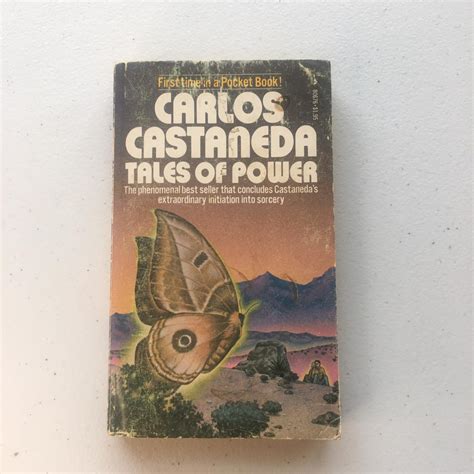 First time in a Pocket Book!
CARLOS
CASTANEDA
TALES OF POWER
The phenomenal best seller that concludes Castaneda's
extraordinary initiation into sorcery